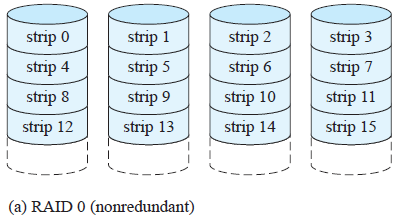 strip 0 strip 1 strip 2 strip 3
strip 4 strip 5 strip 6 strip 7
strip 8 strip 9 strip 10 strip 11
strip 12 strip 13 strip 14 strip 15
(a) RAID 0 (nonredundant)